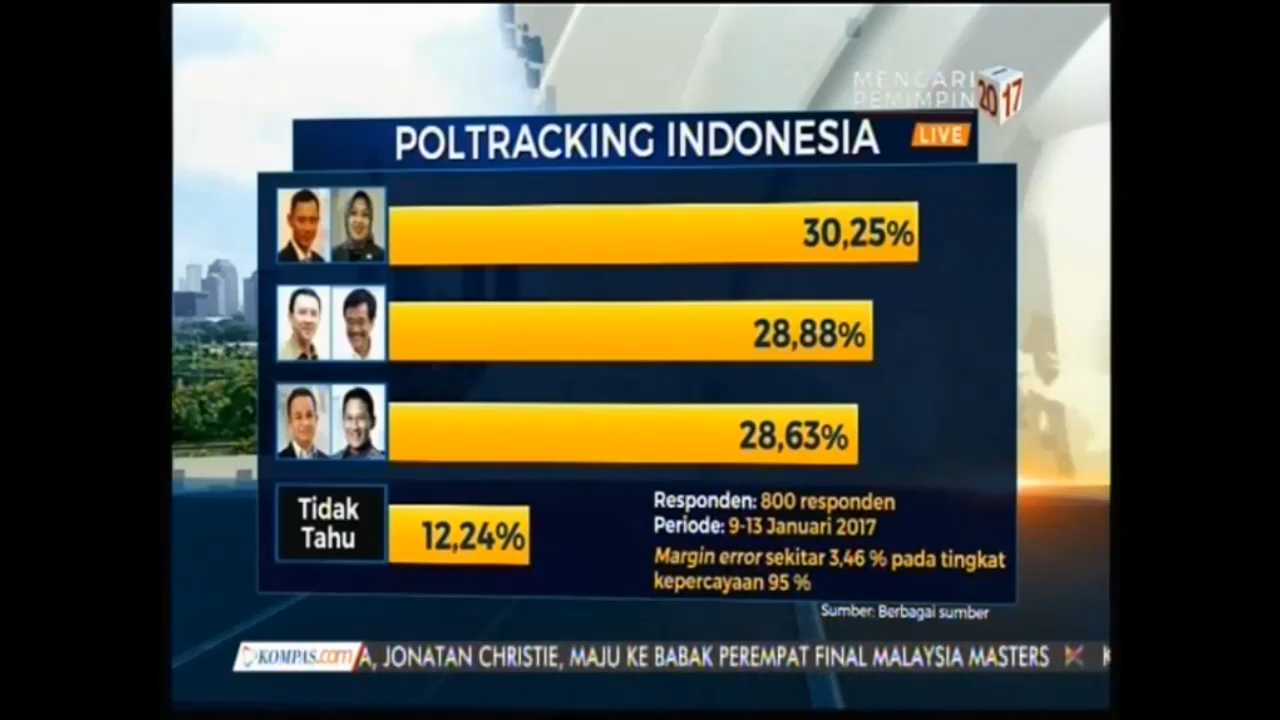 MENCARI
PEMIMPIN 2017
POLTRACKING INDONESIA
LIVE
30,25%
28,88%
28,63%
Tidak
Tahu
12,24%
Responden: 800 responden
Periode: 9-13 Januari 2017
Margin error sekitar 3,46 % pada tingkat
kepercayaan 95 %
Sumber: Berbagai sumber
KOMPAS.com A, JONATAN CHRISTIE, MAJU KE BABAK PEREMPAT FINAL MALAYSIA MASTERS